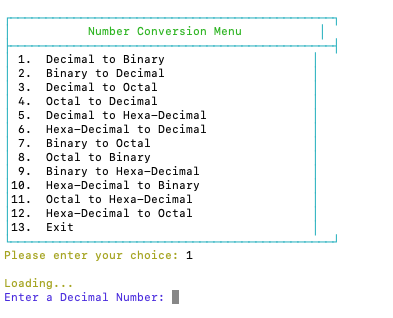 Number Conversion Menu
1. Decimal to Binary
2. Binary to Decimal
3. Decimal to Octal
4. Octal to Decimal
5. Decimal to Hexa-Decimal
6. Hexa-Decimal to Decimal
7. Binary to Octal
8. Octal to Binary
9. Binary to Hexa-Decimal
10. Hexa-Decimal to Binary
11. Octal to Hexa-Decimal
12. Hexa-Decimal to Octal
13. Exit
Please enter your choice: 1
Loading...
Enter a Decimal Number: